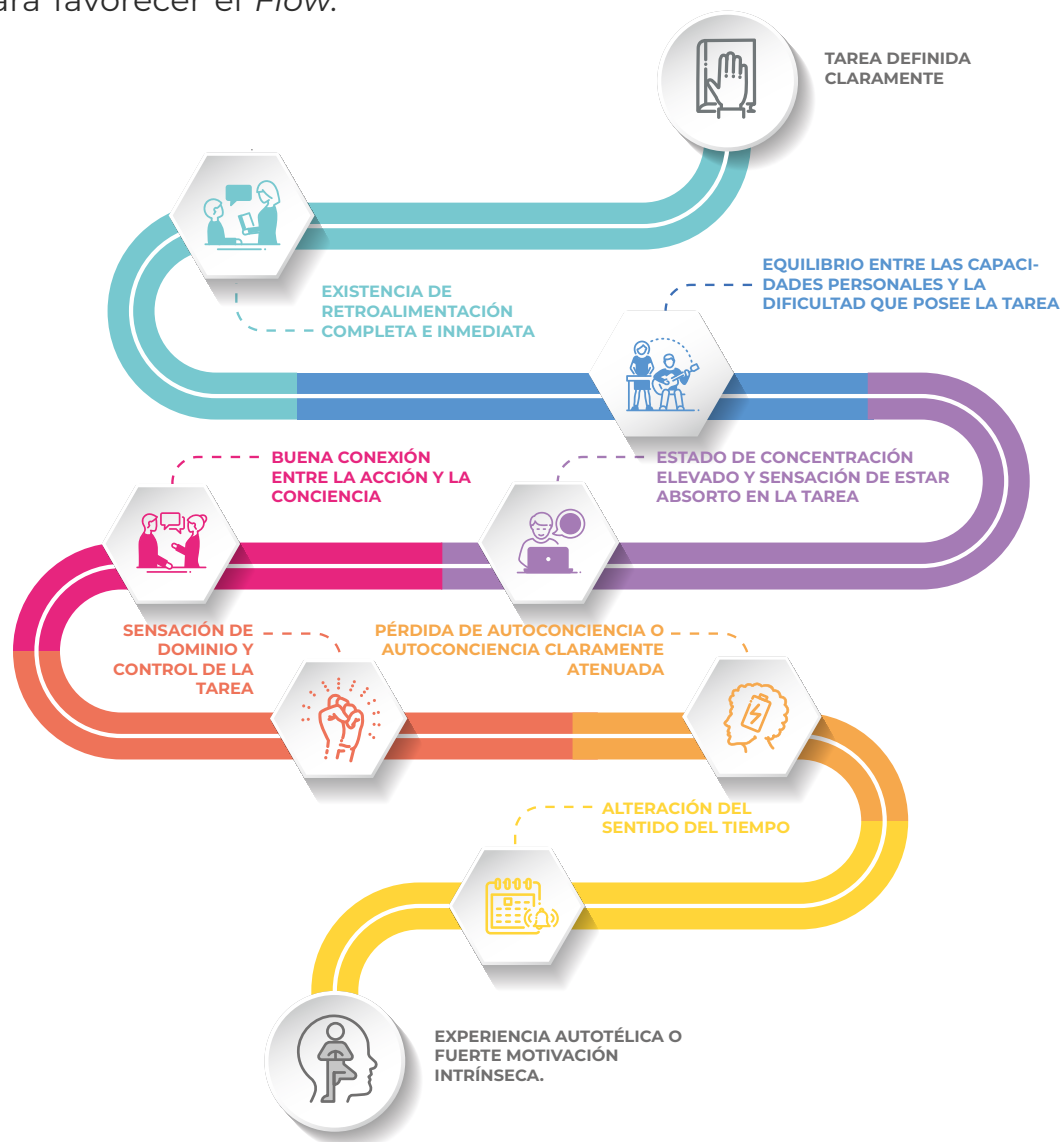 ara favorecer el Flow.
TAREA DEFINIDA
CLARAMENTE
EXISTENCIA DE
RETROALIMENTACIÓN
COMPLETA E INMEDIATA
EQUILIBRIO ENTRE LAS CAPACI-
DADES PERSONALES Y LA
DIFICULTAD QUE POSEE LA TAREA
ESTADO DE CONCENTRACIÓN
ELEVADO Y SENSACIÓN DE ESTAR
ABSORTO EN LA TAREA
BUENA CONEXIÓN
ENTRE LA ACCIÓN Y LA
CONCIENCIA
SENSACIÓN DE
DOMINIO Y
CONTROL DE LA
TAREA
PÉRDIDA DE AUTOCONCIENCIA O
AUTOCONCIENCIA CLARAMENTE
ATENUADA
ALTERACIÓN DEL
SENTIDO DEL TIEMPO
EXPERIENCIA AUTOTÉLICA O
FUERTE MOTIVACIÓN
INTRÍNSECA.